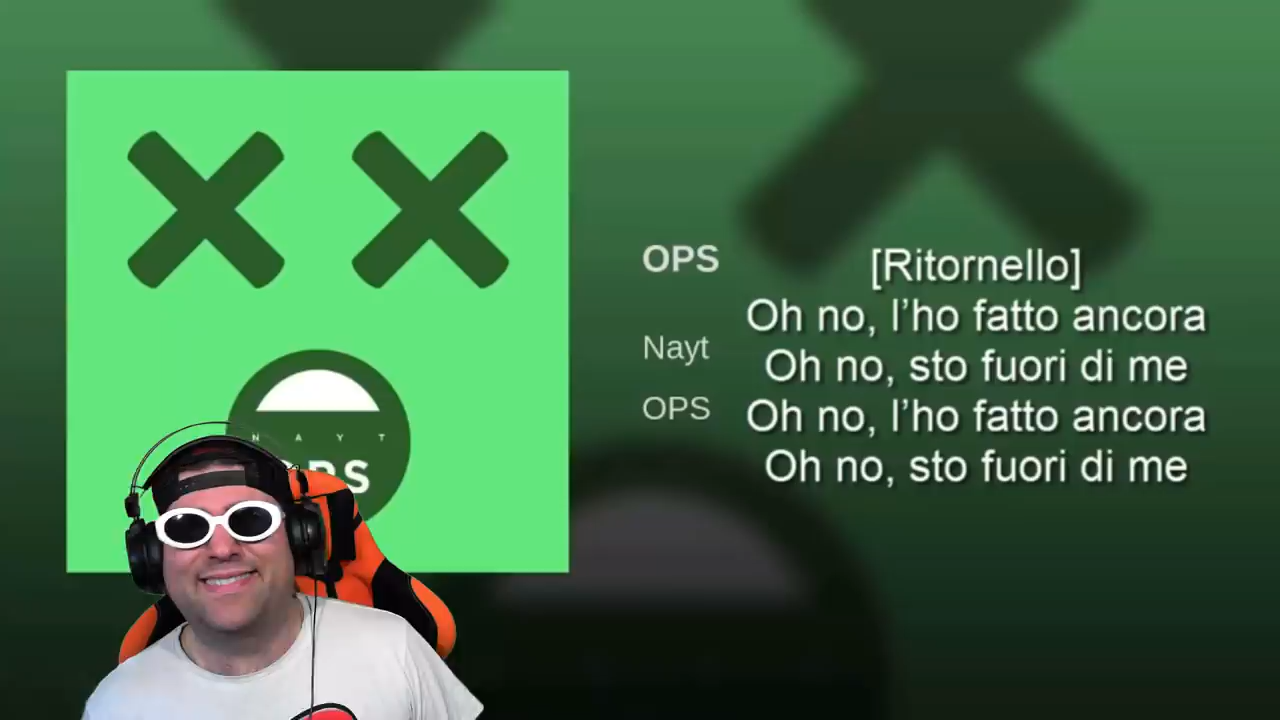 N A Y T
OPS
Nayt
OPS
[Ritornello]
Oh no, l’ho fatto ancora
Oh no, sto fuori di me
Oh no, l’ho fatto ancora
Oh no, sto fuori di me